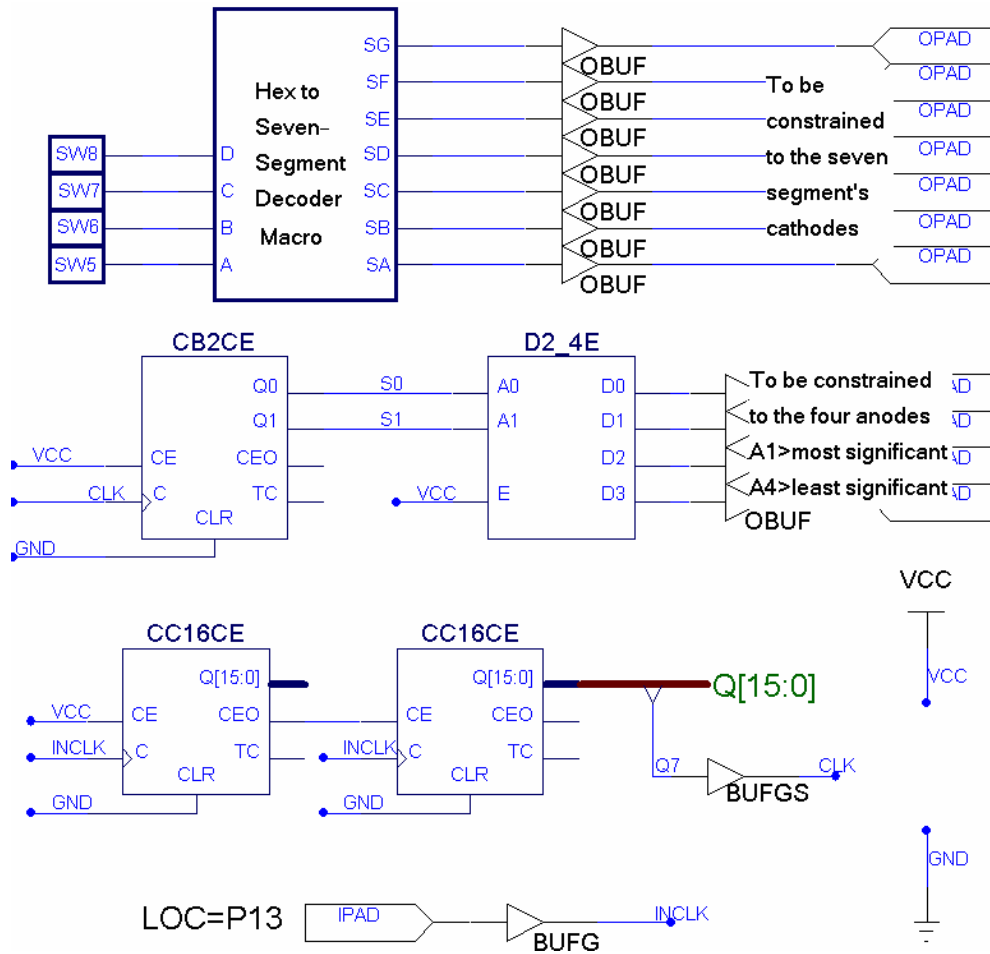 SG
OBUF
OPAD
SF
OBUF
To be
OPAD
Hex to
SE
OBUF
constrained
OPAD
Seven-
SW8
D
Segment
SD
OBUF
to the seven
OPAD
SW7
C
Decoder
SC
OBUF
segment's
OPAD
SW6
B
Macro
SB
OBUF
cathodes
OPAD
SW5
A
SA
OBUF
OPAD
CB2CE
D2_4E
Q0
S0
A0
D0
To be constrained
AD
Q1
S1
A1
D1
to the four anodes
AD
VCC
CE
CEO
D2
A1>most significant
AD
CLK
C
TC
VCC
E
D3
A4>least significant
AD
CLR
OBUF
GND
VCC
CC16CE
CC16CE
Q[15:0]
Q[15:0]
Q[15:0]
VCC
VCC
CE
CEO
CE
CEO
INCLK
C
TC
INCLK
C
TC
Q7
CLK
CLR
CLR
BUFGS
GND
GND
GND
LOC=P13
IPAD
INCLK
BUFG